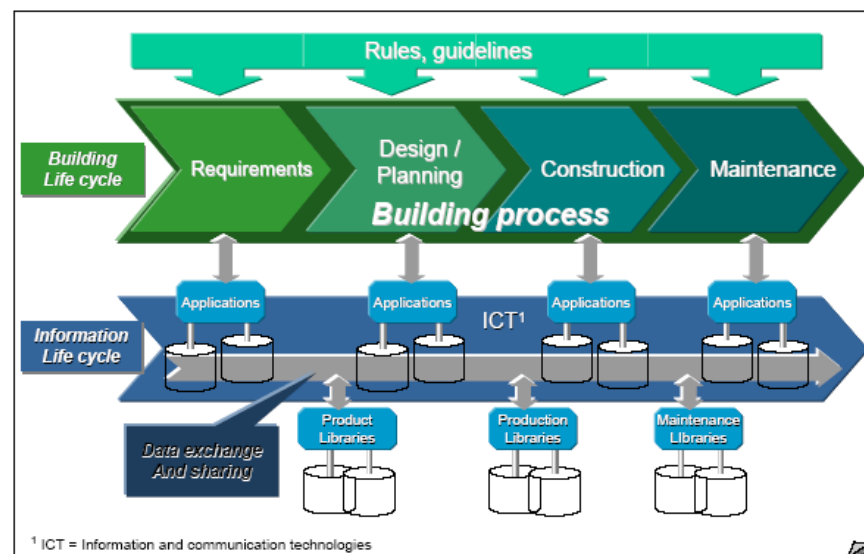 Rules, guidelines
Building
Life cycle
Requirements
Design /
Planning
Construction
Maintenance
Building process
Applications
Applications
Applications
Applications
ICT¹
Information
Life cycle
Data exchange
And sharing
Product
Libraries
Production
Libraries
Maintenance
LIbraries
¹ ICT = Information and communication technologies